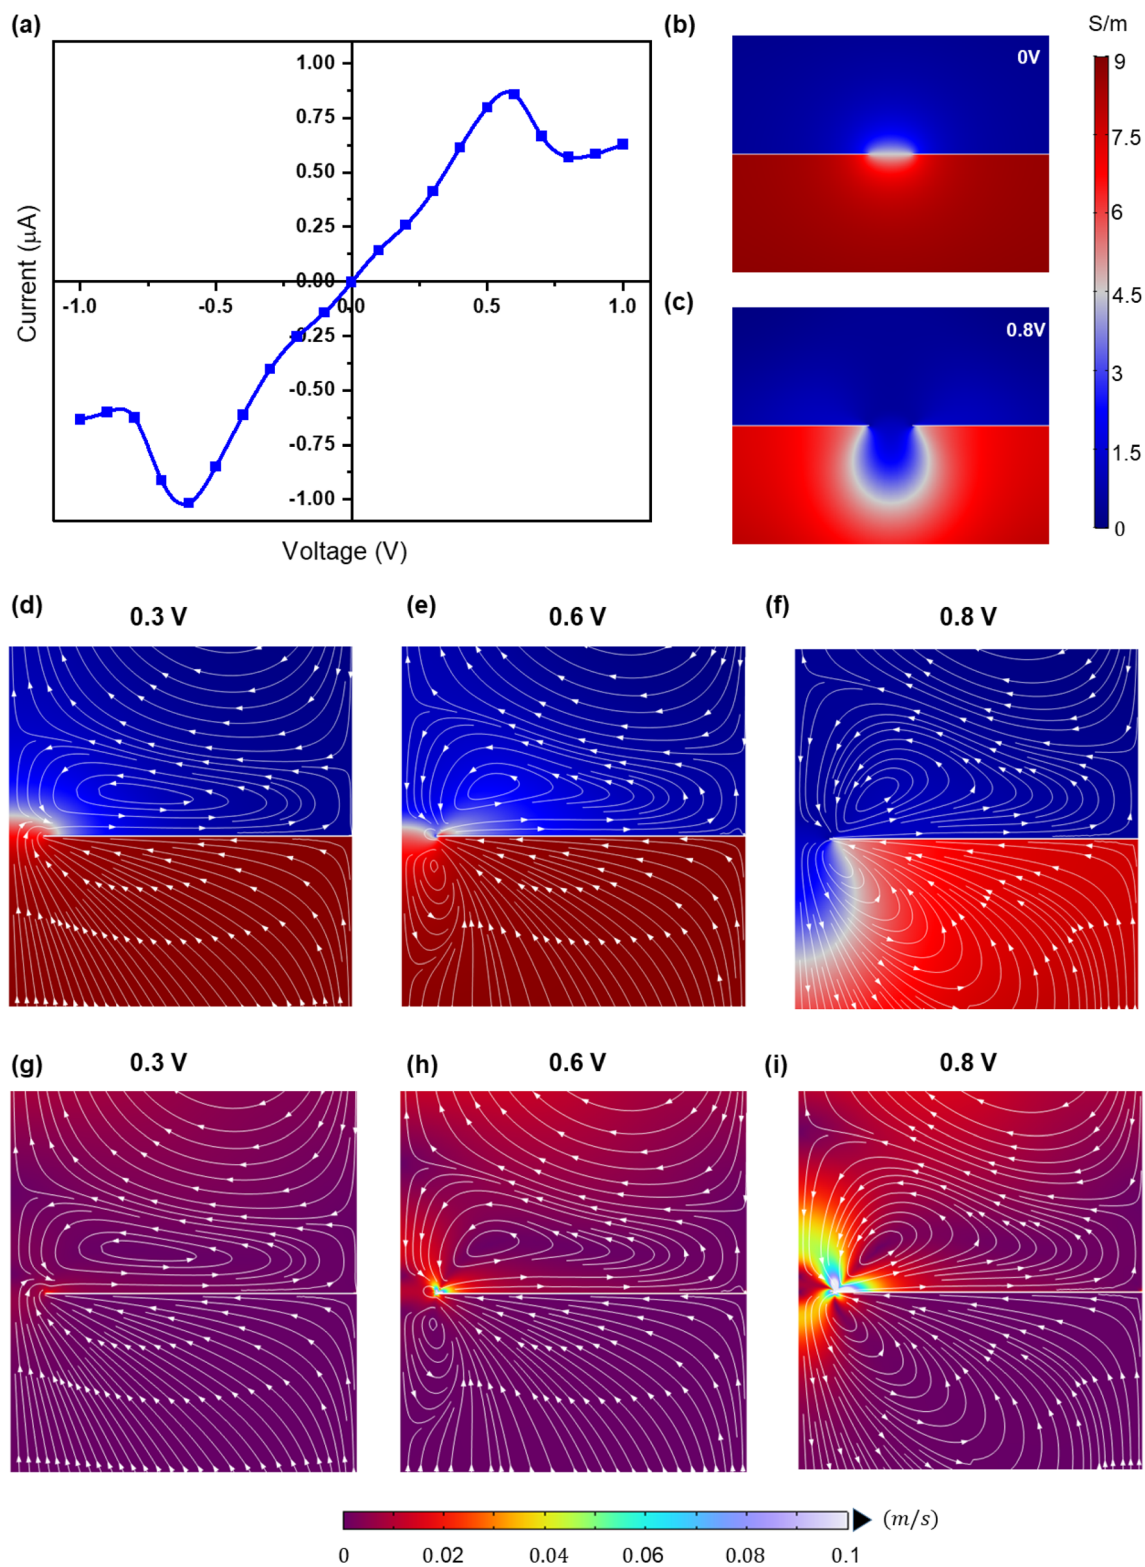 (a)
1.00
0.75
0.50
0.25
0.00
-1.0
-0.5
0.0
0.5
1.0
-0.25
-0.50
-0.75
-1.00
Current (μA)
Voltage (V)
(b)
0V
(c)
0.8V
S/m
9
7.5
6
4.5
3
1.5
0
(d)
0.3 V
(e)
0.6 V
(f)
0.8 V
(g)
0.3 V
(h)
0.6 V
(i)
0.8 V
(m/s)
0
0.02
0.04
0.06
0.08
0.1